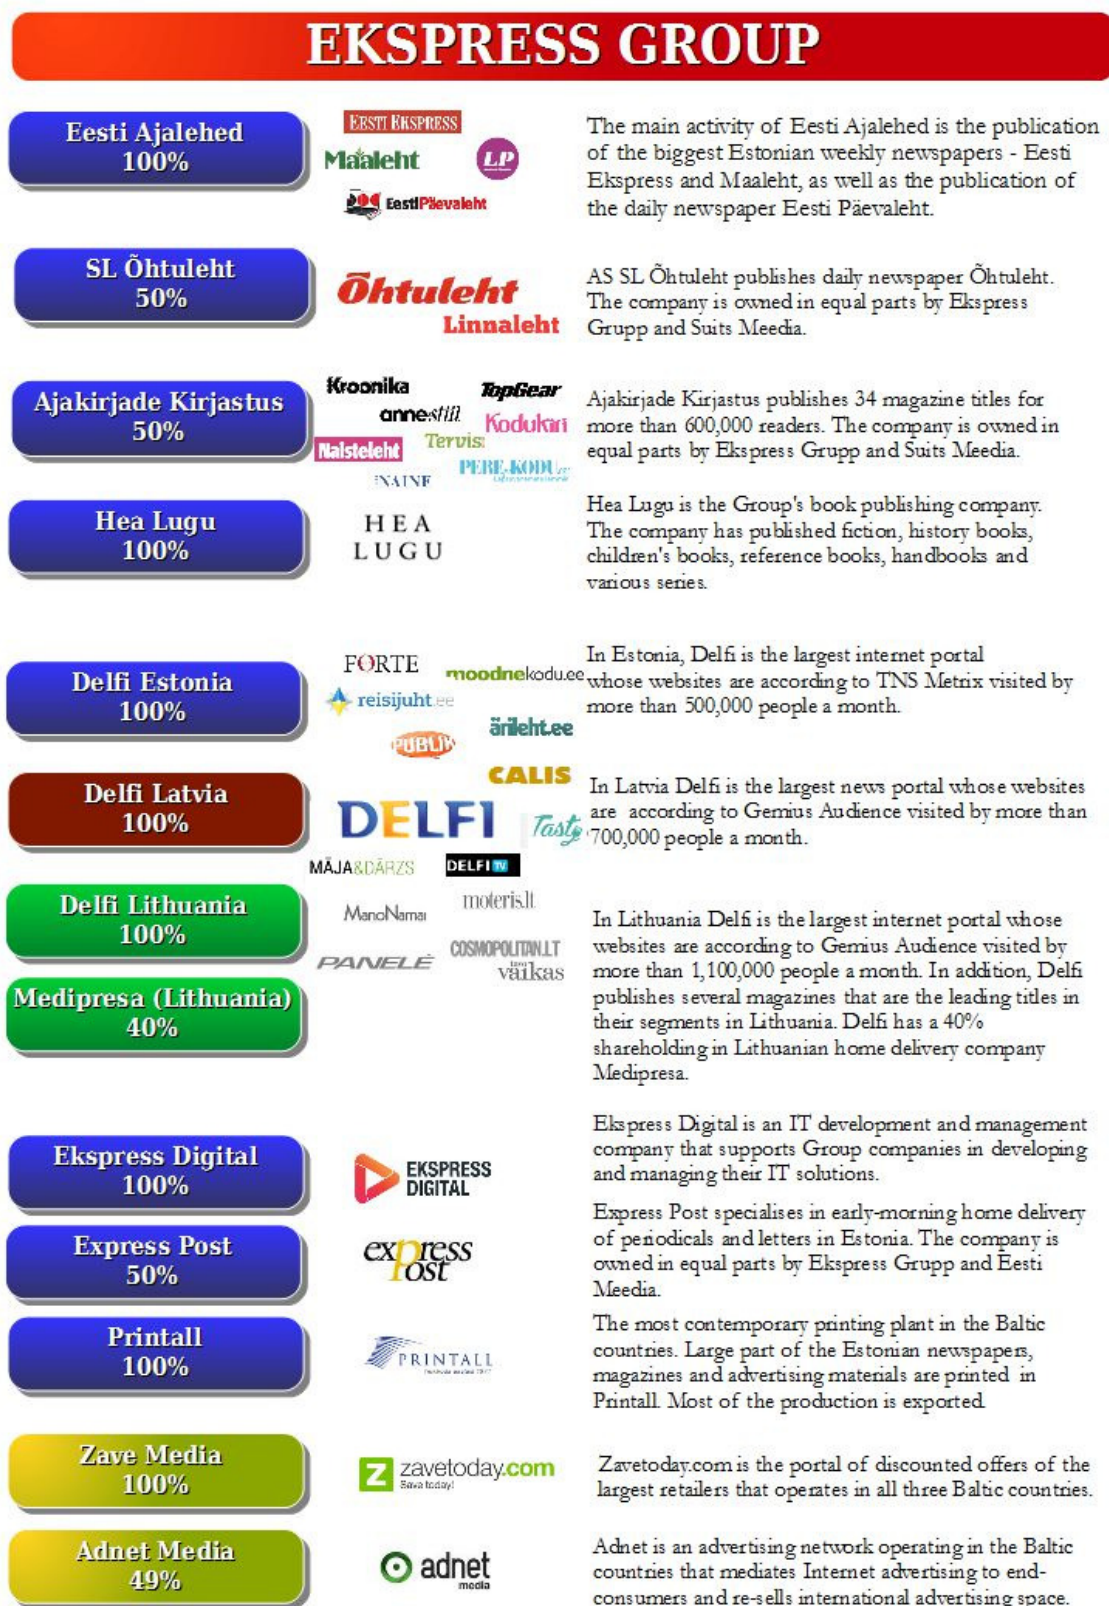 EKSPRESS GROUP
Eesti Ajalehed
100%
EESTI EKSPRESS
Maaleht
LP
Eesti Päevaleht
The main activity of Eesti Ajalehed is the publication
of the biggest Estonian weekly newspapers - Eesti
Ekspress and Maaleht, as well as the publication of
the daily newspaper Eesti Päevaleht.
SL Õhtuleht
50%
Õhtuleht
Linnaleht
AS SL Õhtuleht publishes daily newspaper Õhtuleht.
The company is owned in equal parts by Ekspress
Grupp and Suits Meedia.
Ajakirjade Kirjastus
50%
Kroonika
TopGear
annestiil
Kodukiri
Naisteleht
Tervis
NAINE
PERE-KODU
Ajakirjade Kirjastus publishes 34 magazine titles for
more than 600,000 readers. The company is owned in
equal parts by Ekspress Grupp and Suits Meedia.
Hea Lugu
100%
HEA
LUGU
Hea Lugu is the Group's book publishing company.
The company has published fiction, history books,
children's books, reference books, handbooks and
various series.
Delfi Estonia
100%
FORTE
moodnekodu.ee
reisijuht.ee
ärileht.ee
PUBLIK
In Estonia, Delfi is the largest internet portal
whose websites are according to TNS Metrix visited by
more than 500,000 people a month.
Delfi Latvia
100%
CALIS
DELFI
Tasty
MĀJA&DĀRZS
DELFI TV
In Latvia Delfi is the largest news portal whose websites
are according to Gemius Audience visited by more than
700,000 people a month.
Delfi Lithuania
100%
Medipresa (Lithuania)
40%
ManoNamai
moteris.lt
PANELĖ
COSMOPOLITAN.LT
vaikas
In Lithuania Delfi is the largest internet portal whose
websites are according to Gemius Audience visited by
more than 1,100,000 people a month. In addition, Delfi
publishes several magazines that are the leading titles in
their segments in Lithuania. Delfi has a 40%
shareholding in Lithuanian home delivery company
Medipresa.
Ekspress Digital
100%
EKSPRESS
DIGITAL
Ekspress Digital is an IT development and management
company that supports Group companies in developing
and managing their IT solutions.
Express Post
50%
express
Post
Express Post specialises in early-morning home delivery
of periodicals and letters in Estonia. The company is
owned in equal parts by Ekspress Grupp and Eesti
Meedia.
Printall
100%
PRINTALL
The most contemporary printing plant in the Baltic
countries. Large part of the Estonian newspapers,
magazines and advertising materials are printed in
Printall. Most of the production is exported.
Zave Media
100%
Z zavetoday.com
Save today!
Zavetoday.com is the portal of discounted offers of the
largest retailers that operates in all three Baltic countries.
Adnet Media
49%
adnet
media
Adnet is an advertising network operating in the Baltic
countries that mediates Internet advertising to end-
consumers and re-sells international advertising space.